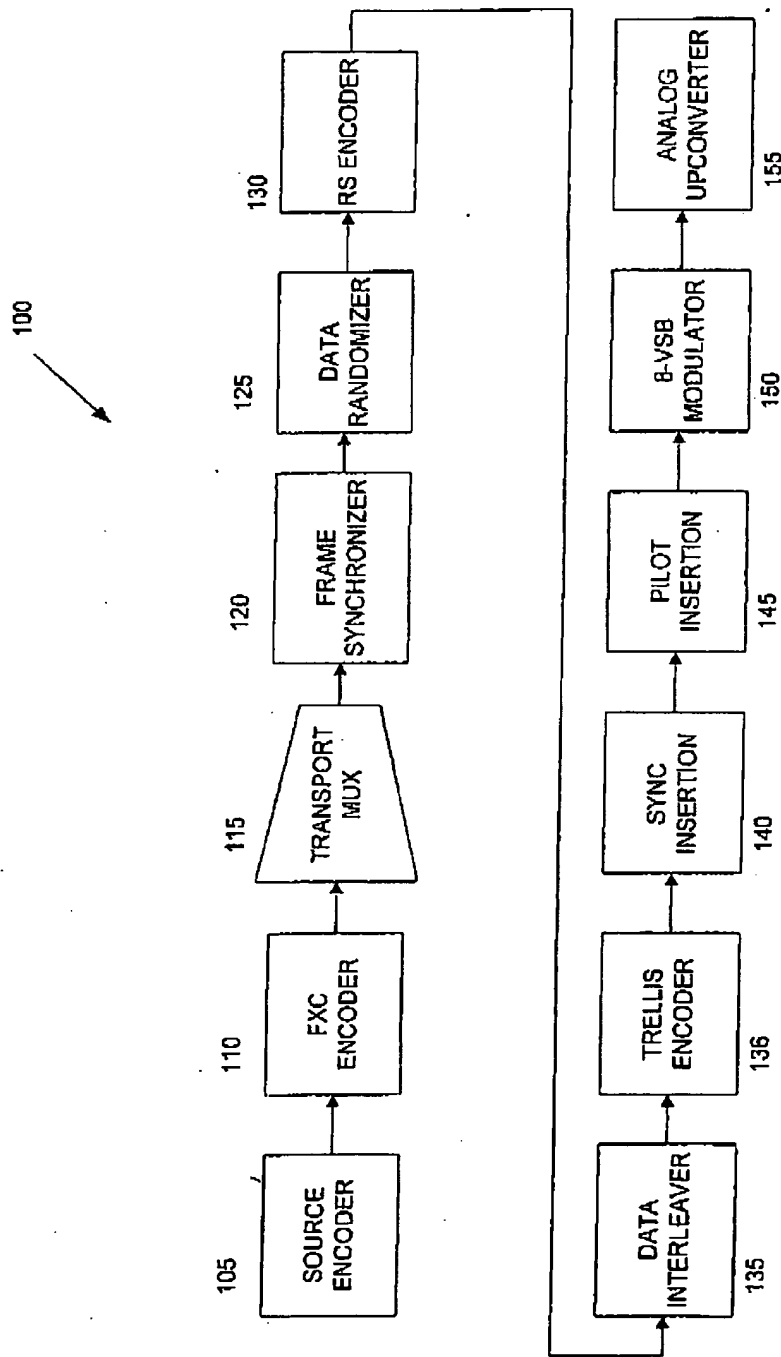 100
105
SOURCE
ENCODER
110
FXC
ENCODER
115
TRANSPORT
MUX
120
FRAME
SYNCHRONIZER
125
DATA
RANDOMIZER
130
RS ENCODER
135
DATA
INTERLEAVER
136
TRELLIS
ENCODER
140
SYNC
INSERTION
145
PILOT
INSERTION
150
8-VSB
MODULATOR
155
ANALOG
UPCONVERTER